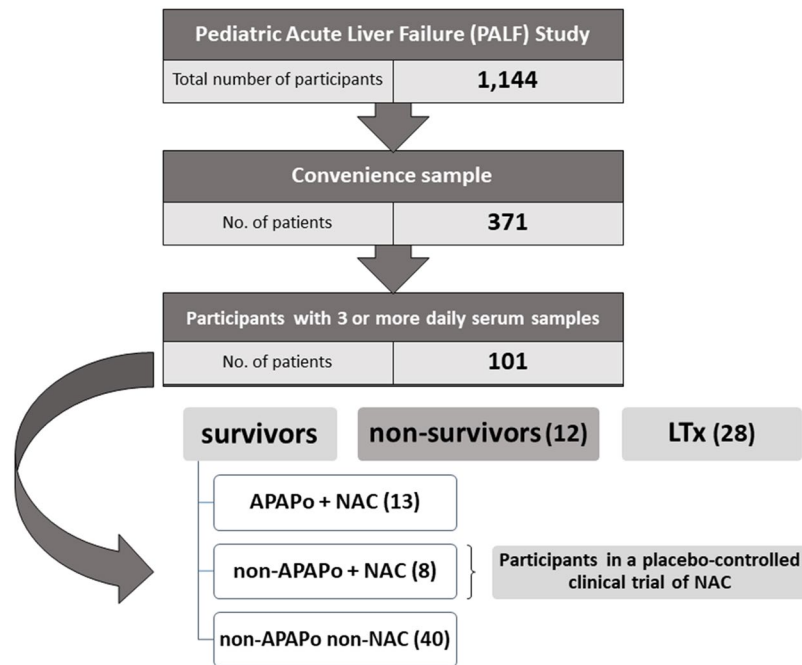 Pediatric Acute Liver Failure (PALF) Study
Total number of participants
1,144
Convenience sample
No. of patients
371
Participants with 3 or more daily serum samples
No. of patients
101
survivors
non-survivors (12)
LTx (28)
APAPo + NAC (13)
non-APAPo + NAC (8)
Participants in a placebo-controlled
clinical trial of NAC
non-APAPo non-NAC (40)